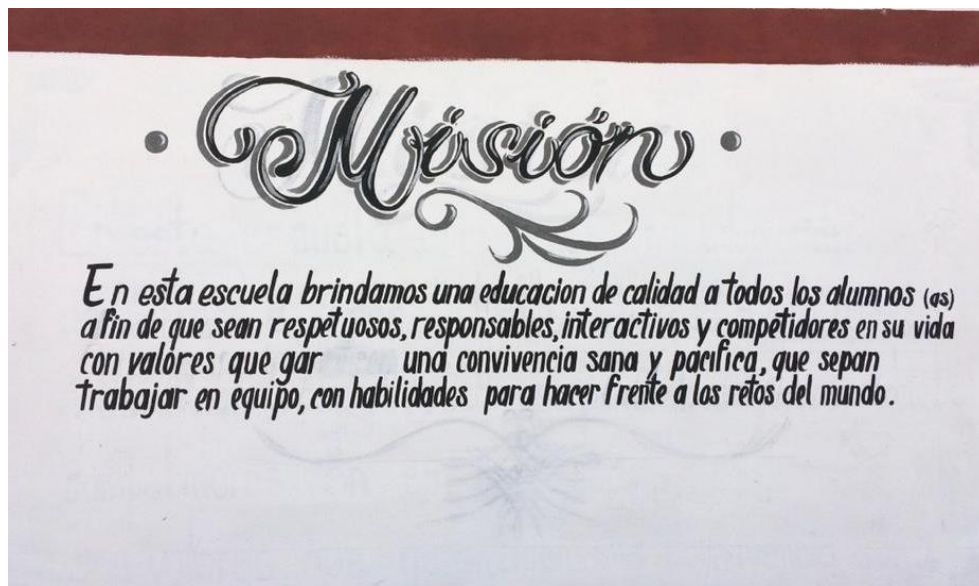 Misión
En esta escuela brindamos una educacion de calidad a todos los alumnos (as)
a fin de que sean respetuosos, responsables, interactivos y competidores en su vida
con valores que gar una convivencia sana y pacifica, que sepan
trabajar en equipo, con habilidades para hacer frente a los retos del mundo.